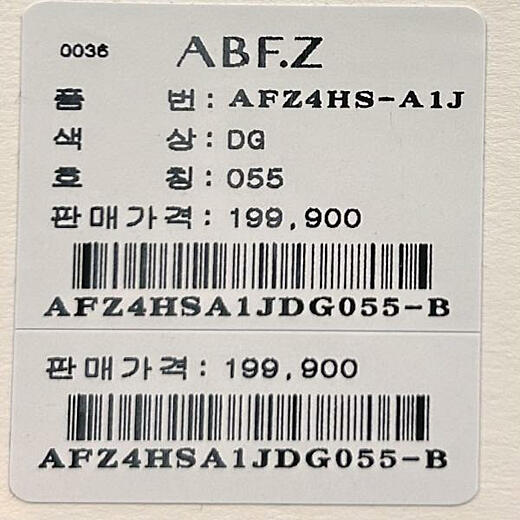 0036 ABF.Z
품 번: AFZ4HS-A1J
색 상: DG
호 칭: 055
판매가격: 199,900
AFZ4HSA1JDG055-B
판매가격: 199,900
AFZ4HSA1JDG055-B